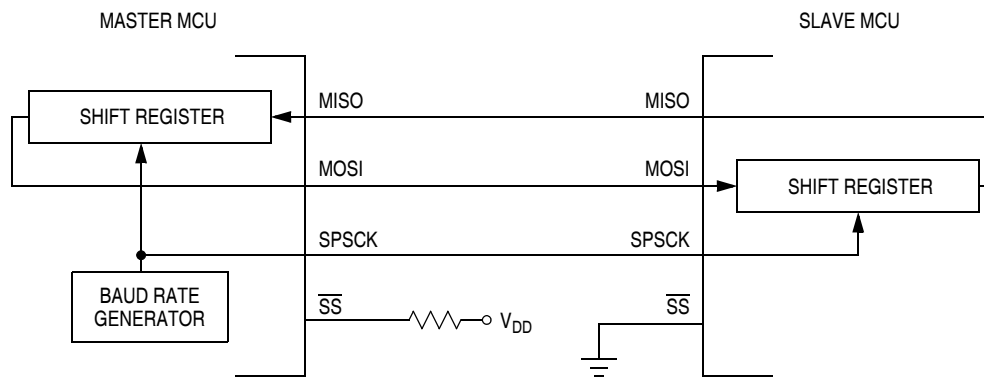 MASTER MCU
SLAVE MCU
SHIFT REGISTER
MISO
MISO
MOSI
MOSI
SHIFT REGISTER
SPSCK
SPSCK
BAUD RATE
GENERATOR
SS
VDD
SS